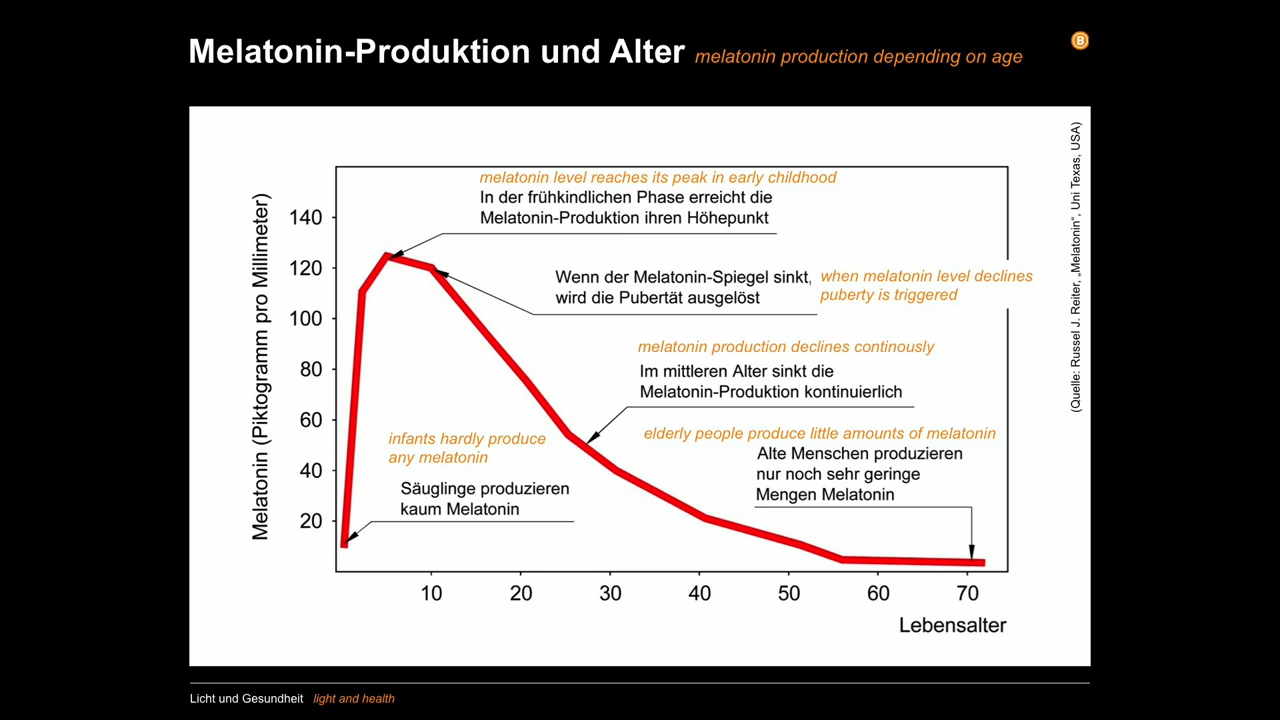 Melatonin-Produktion und Alter melatonin production depending on age
B
melatonin level reaches its peak in early childhood
In der frühkindlichen Phase erreicht die
Melatonin-Produktion ihren Höhepunkt
Wenn der Melatonin-Spiegel sinkt,
wird die Pubertät ausgelöst
when melatonin level declines
puberty is triggered
melatonin production declines continously
Im mittleren Alter sinkt die
Melatonin-Produktion kontinuierlich
infants hardly produce
any melatonin
Säuglinge produzieren
kaum Melatonin
elderly people produce little amounts of melatonin
Alte Menschen produzieren
nur noch sehr geringe
Mengen Melatonin
Melatonin (Piktogramm pro Millimeter)
140
120
100
80
60
40
20
10 20 30 40 50 60 70
Lebensalter
(Quelle: Russel J. Reiter, „Melatonin“, Uni Texas, USA)
Licht und Gesundheit light and health